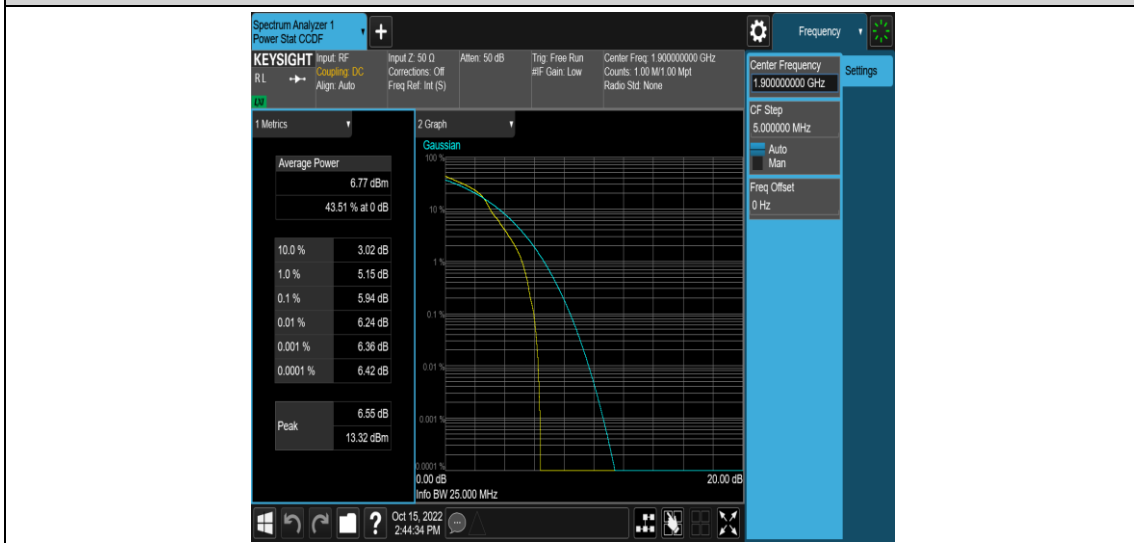 Spectrum Analyzer 1
Power Stat CCDF
+
Frequency
KEYSIGHT
RL
LXI
Input: RF
Coupling: DC
Align: Auto
Input Z: 50 Ω
Corrections: Off
Freq Ref: Int (S)
Atten: 50 dB
Trig: Free Run
#IF Gain: Low
Center Freq: 1.900000000 GHz
Counts: 1.00 M/1.00 Mpt
Radio Std: None
Center Frequency
1.900000000 GHz
Settings
CF Step
5.000000 MHz
Auto
Man
Freq Offset
0 Hz
1 Metrics
Average Power
6.77 dBm
43.51 % at 0 dB
10.0 % 3.02 dB
1.0 % 5.15 dB
0.1 % 5.94 dB
0.01 % 6.24 dB
0.001 % 6.36 dB
0.0001 % 6.42 dB
Peak
6.55 dB
13.32 dBm
2 Graph
Gaussian
100 %
10 %
1 %
0.1 %
0.01 %
0.001 %
0.0001 %
0.00 dB 20.00 dB
Info BW 25.000 MHz
?
Oct 15, 2022
2:44:34 PM